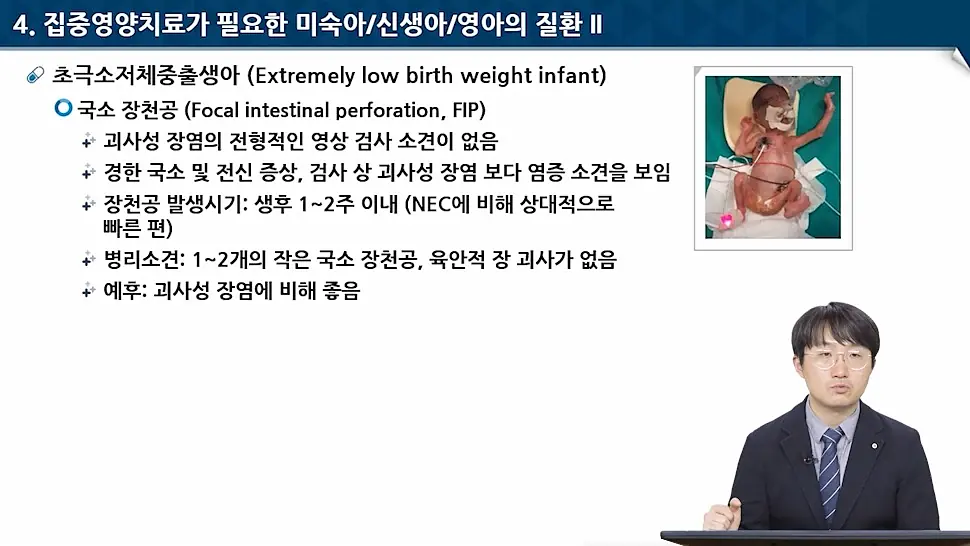 4. 집중영양치료가 필요한 미숙아/신생아/영아의 질환 II
초극소저체중출생아 (Extremely low birth weight infant)
국소 장천공 (Focal intestinal perforation, FIP)
괴사성 장염의 전형적인 영상 검사 소견이 없음
경한 국소 및 전신 증상, 검사 상 괴사성 장염 보다 염증 소견을 보임
장천공 발생시기: 생후 1~2주 이내 (NEC에 비해 상대적으로
빠른 편)
병리소견: 1~2개의 작은 국소 장천공, 육안적 장 괴사가 없음
예후: 괴사성 장염에 비해 좋음